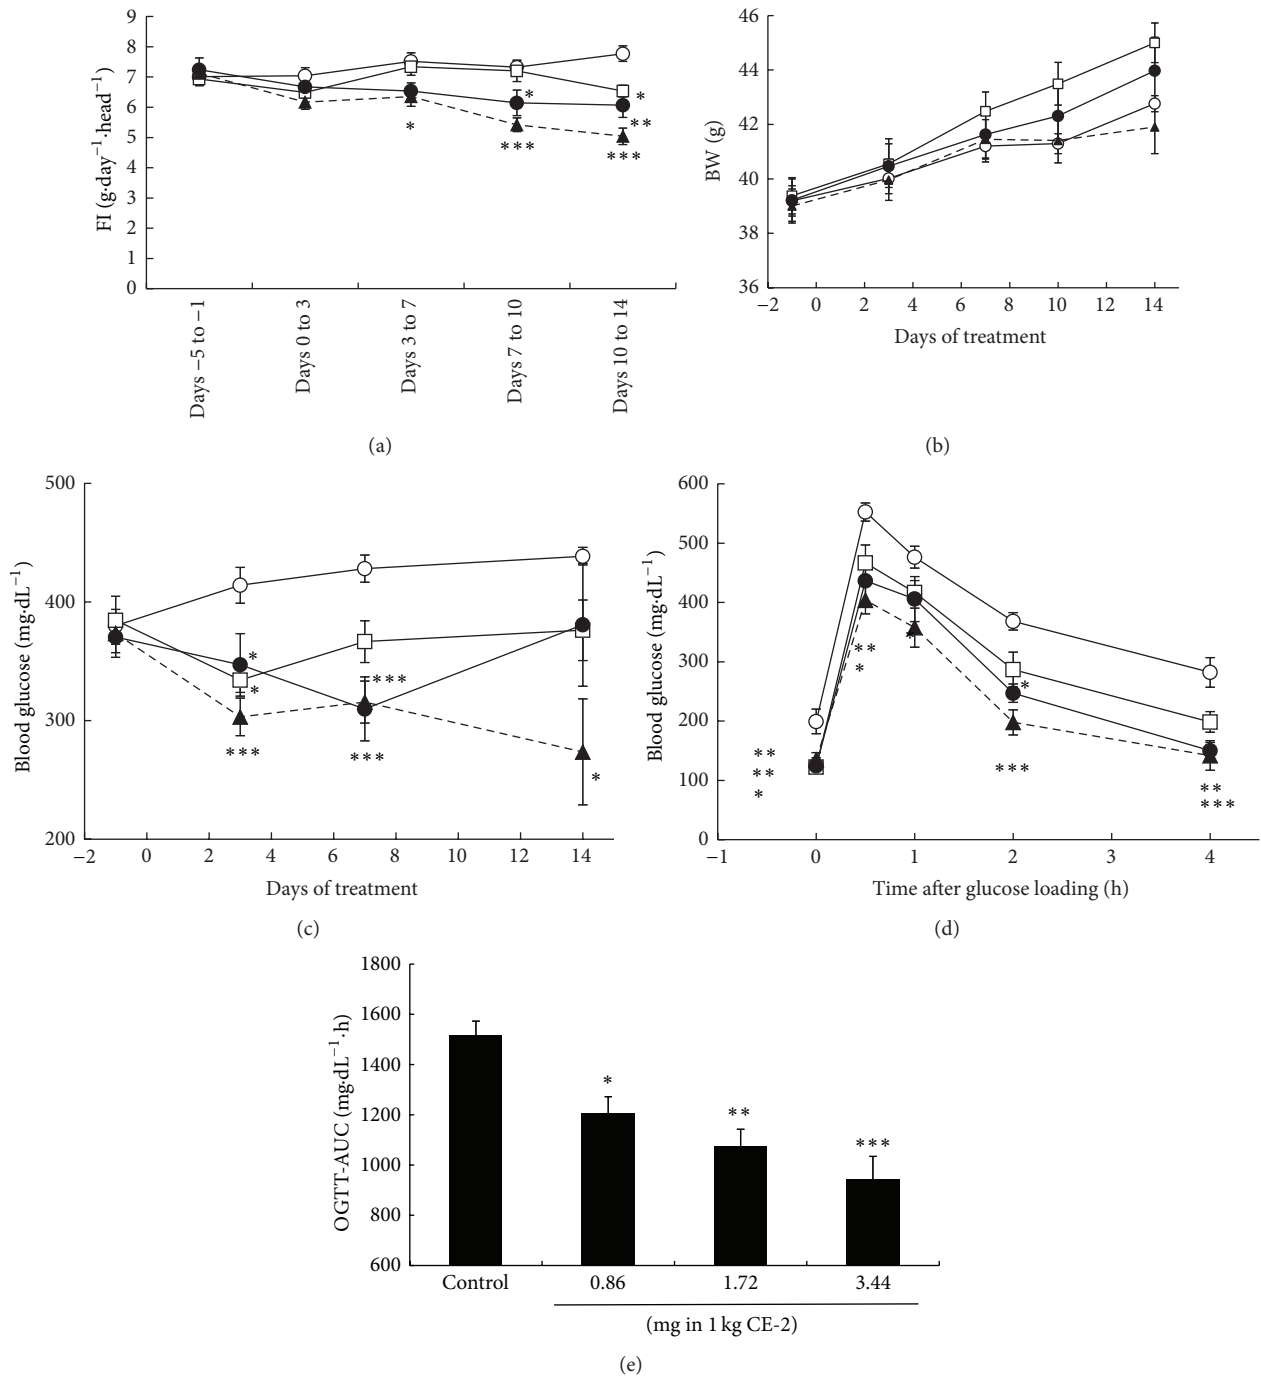 9
8
7
6
5
4
3
2
1
0
FI (g·day⁻¹·head⁻¹)
*
*
***
*
**
***
Days −5 to −1
Days 0 to 3
Days 3 to 7
Days 7 to 10
Days 10 to 14
(a)
46
44
42
40
38
36
BW (g)
−2 0 2 4 6 8 10 12 14
Days of treatment
(b)
500
400
300
200
Blood glucose (mg·dL⁻¹)
*
*
***
***
***
*
−2 0 2 4 6 8 10 12 14
Days of treatment
(c)
600
500
400
300
200
100
0
Blood glucose (mg·dL⁻¹)
**
**
*
**
*
*
*
***
**
***
−1 0 1 2 3 4
Time after glucose loading (h)
(d)
1800
1600
1400
1200
1000
800
600
OGTT-AUC (mg·dL⁻¹·h)
*
**
***
Control 0.86 1.72 3.44
(mg in 1 kg CE-2)
(e)